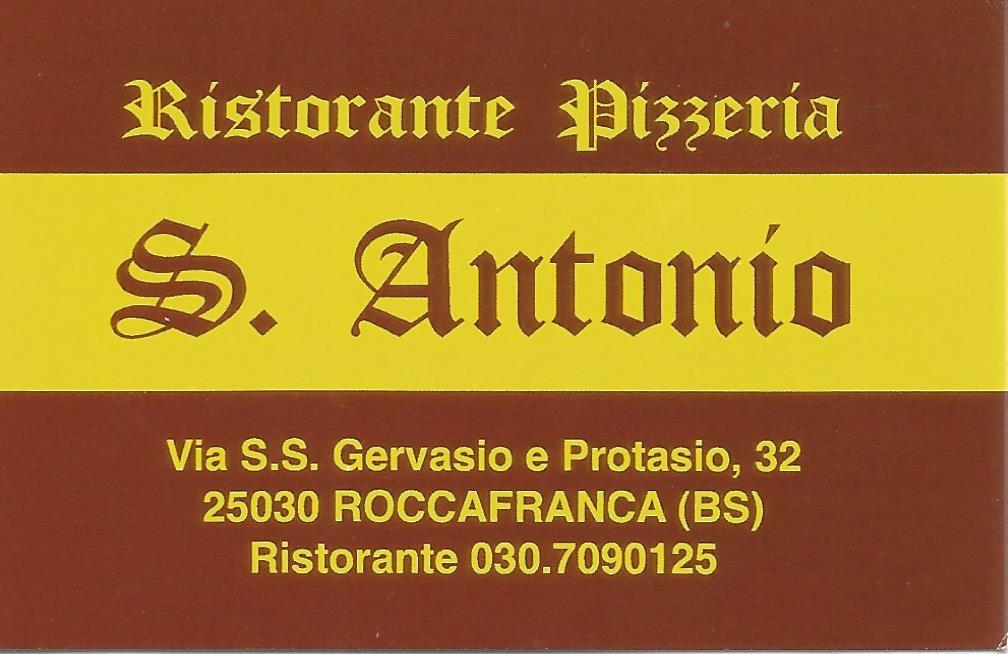 Ristorante Pizzeria
S. Antonio
Via S.S. Gervasio e Protasio, 32
25030 ROCCAFRANCA (BS)
Ristorante 030.7090125